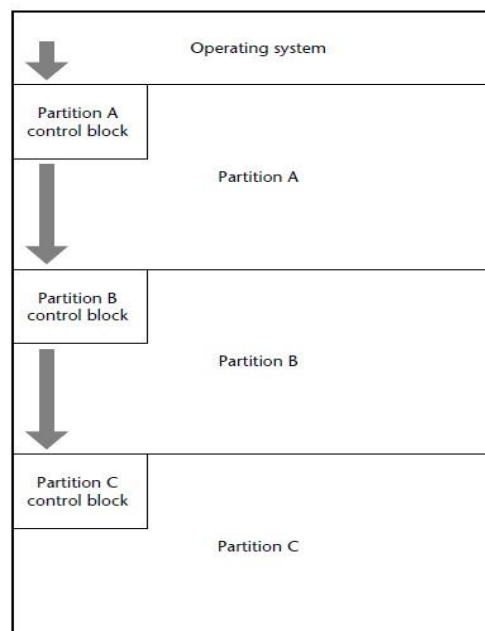 Operating system
Partition A
control block
Partition A
Partition B
control block
Partition B
Partition C
control block
Partition C